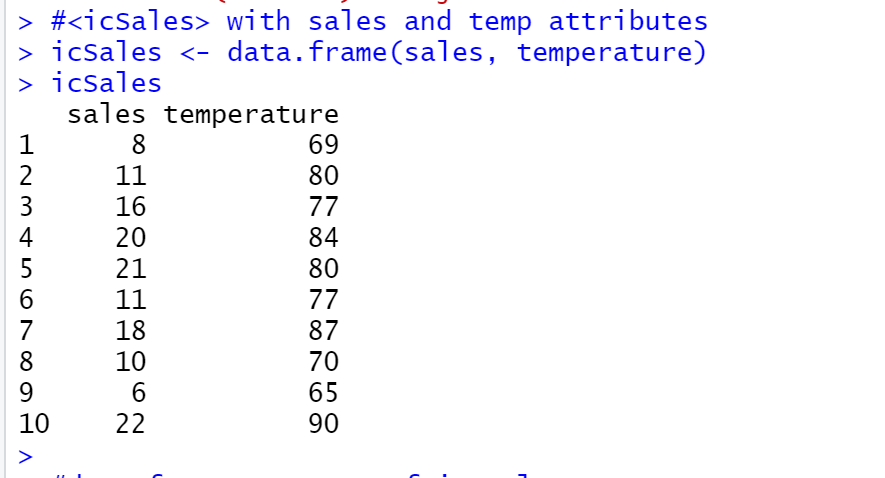 > #<icSales> with sales and temp attributes
> icSales <- data.frame(sales, temperature)
> icSales
   sales temperature
1      8          69
2     11          80
3     16          77
4     20          84
5     21          80
6     11          77
7     18          87
8     10          70
9      6          65
10    22          90
>